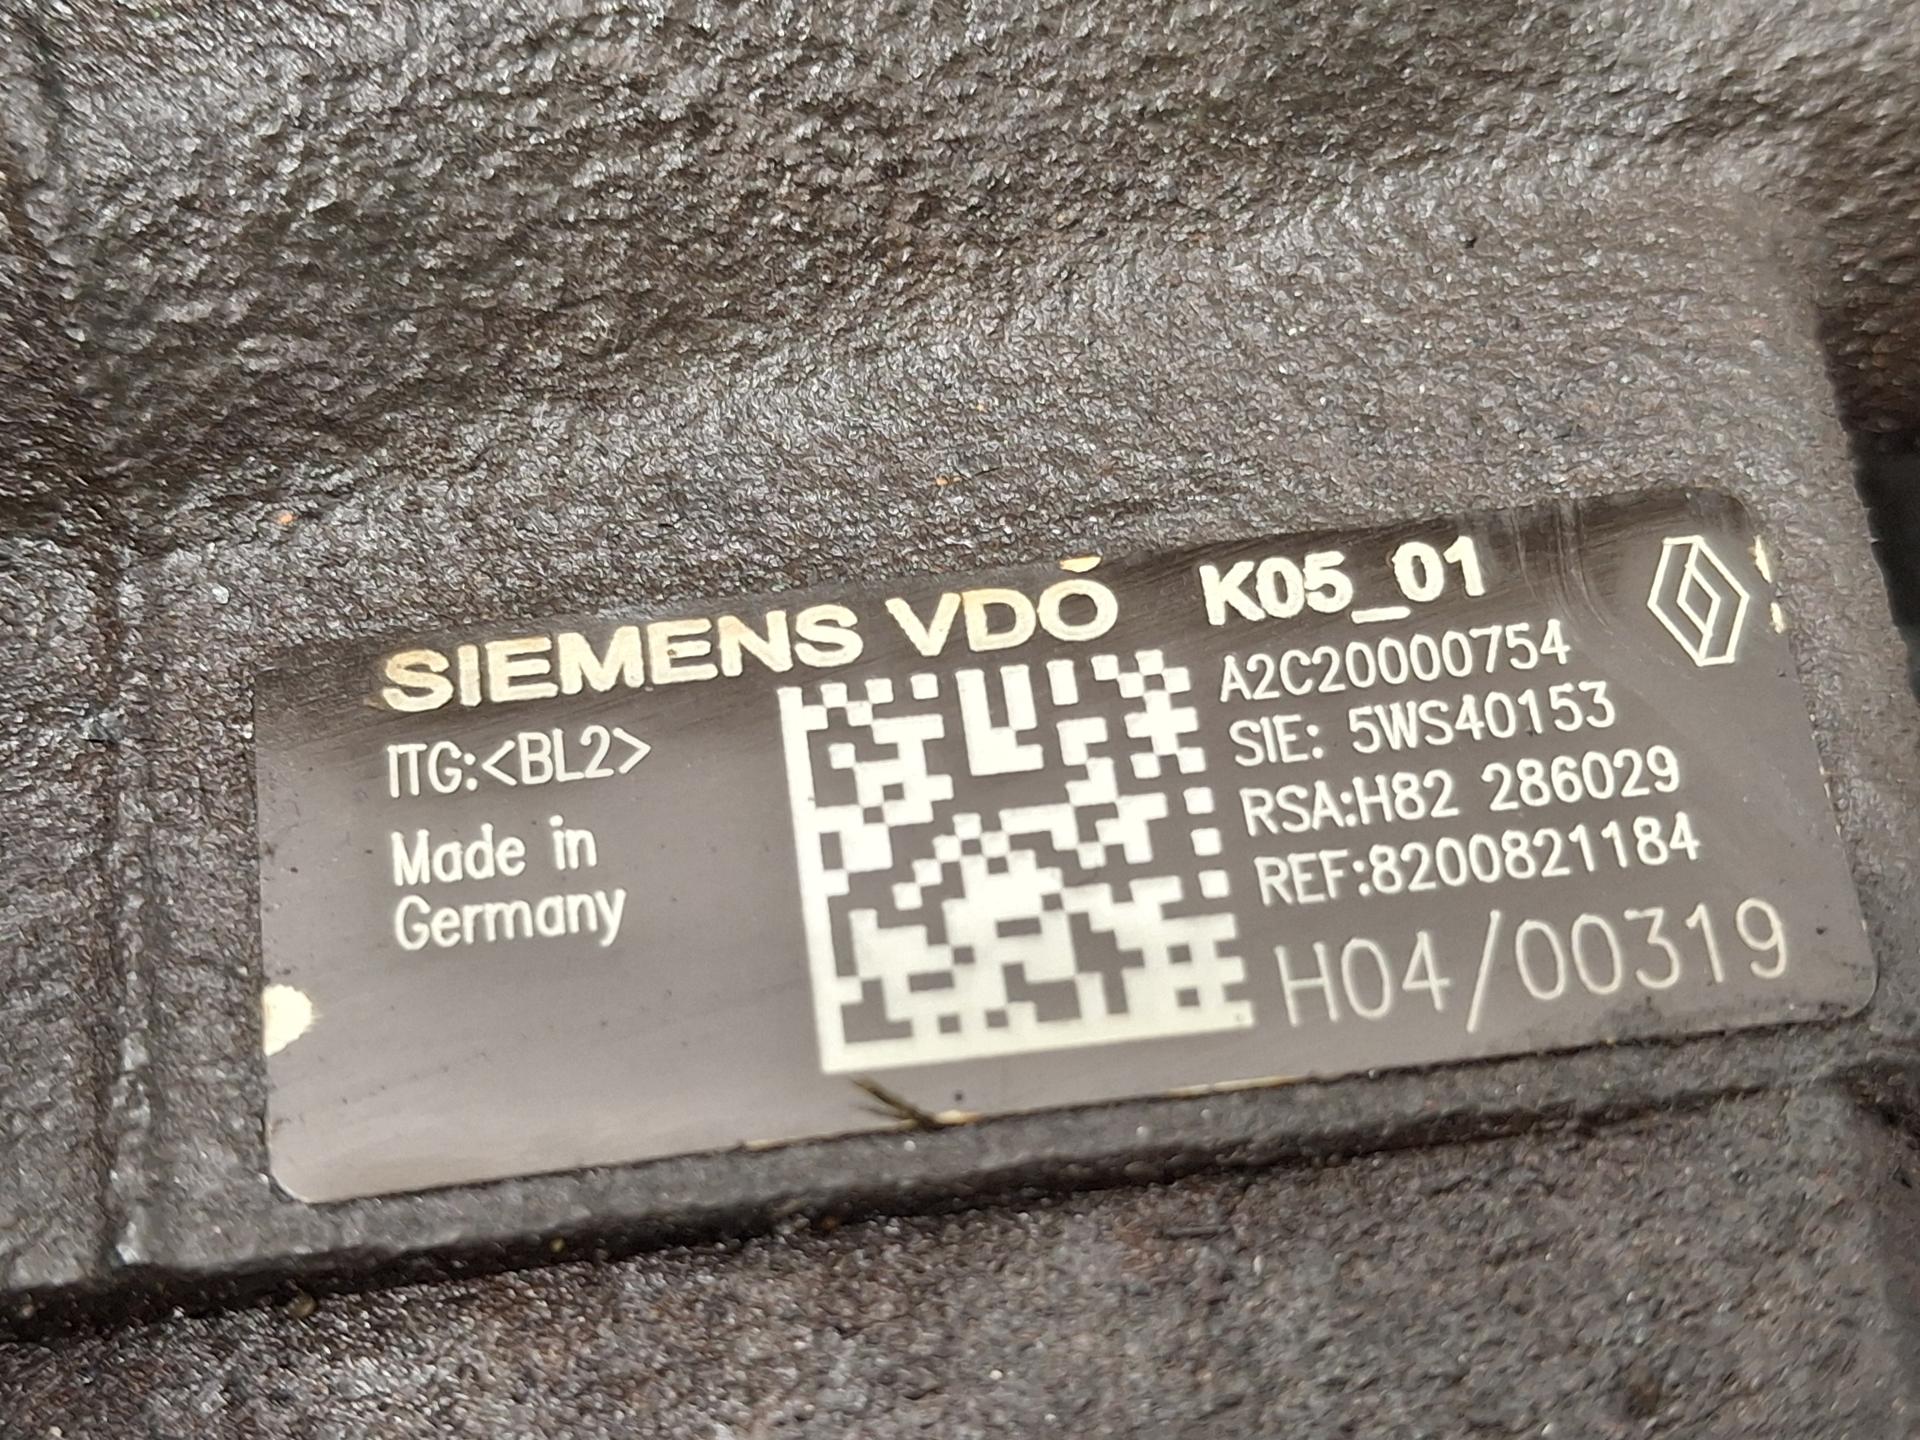 SIEMENS VDO K05_01
ITG:<BL2>
Made in
Germany
A2C20000754
SIE: 5WS40153
RSA:H82 286029
REF:8200821184
H04/00319